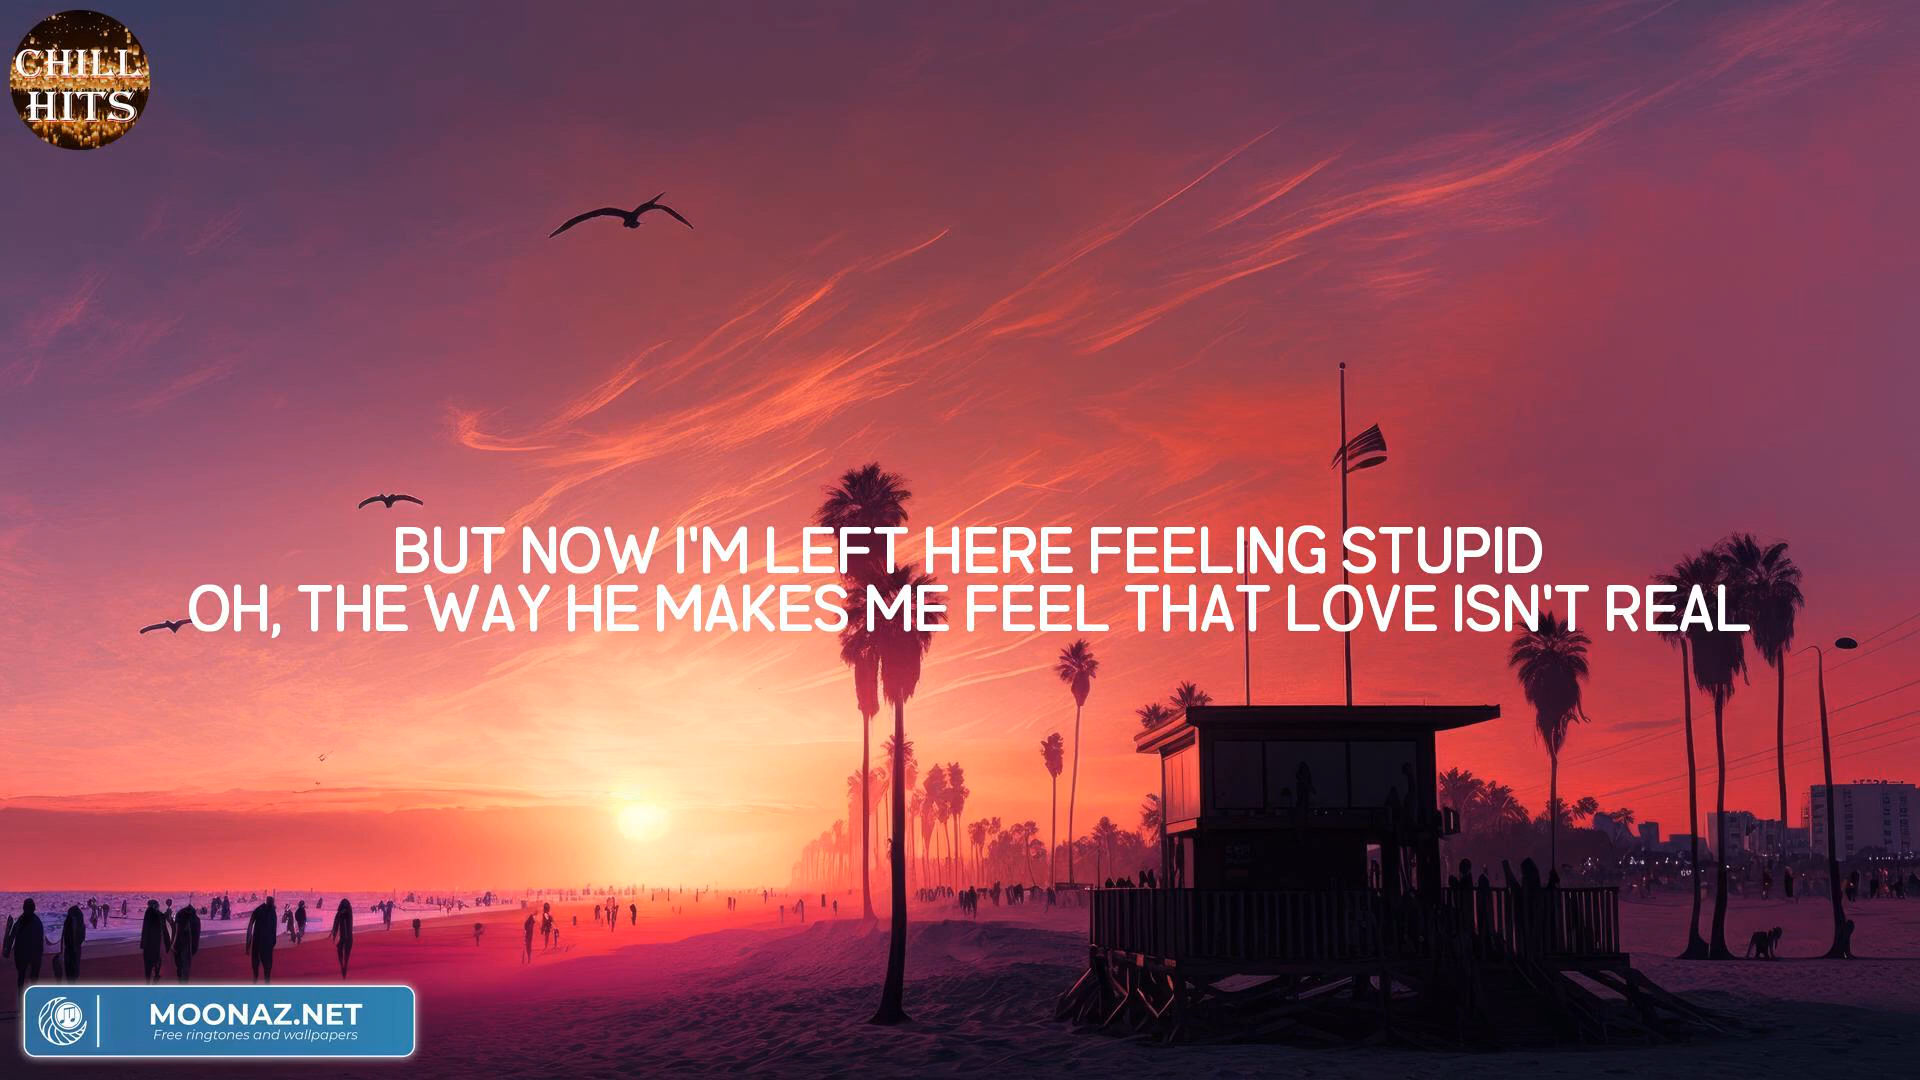 CHILL
HITS
BUT NOW I'M LEFT HERE FEELING STUPID
OH, THE WAY HE MAKES ME FEEL THAT LOVE ISN'T REAL
MOONAZ.NET
Free ringtones and wallpapers